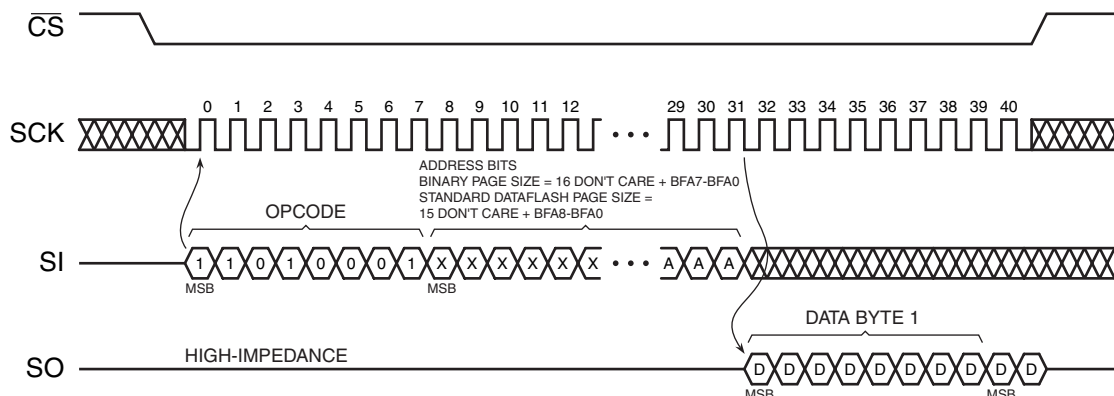 CS
0 1 2 3 4 5 6 7 8 9 10 11 12 29 30 31 32 33 34 35 36 37 38 39 40
SCK
• • •
ADDRESS BITS
BINARY PAGE SIZE = 16 DON'T CARE + BFA7-BFA0
STANDARD DATAFLASH PAGE SIZE =
15 DON'T CARE + BFA8-BFA0
OPCODE
SI
1 1 0 1 0 0 0 1 X X X X X X • • • A A A
MSB MSB
DATA BYTE 1
HIGH-IMPEDANCE
SO
D D D D D D D D D D
MSB MSB